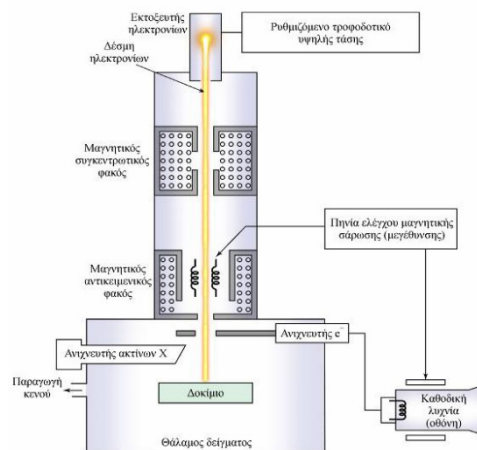 Εκτοξευτής
ηλεκτρονίων
Ρυθμιζόμενο τροφοδοτικό
υψηλής τάσης
Δέσμη
ηλεκτρονίων
Μαγνητικός
συγκεντρωτικός
φακός
Πηνία ελέγχου μαγνητικής
σάρωσης (μεγέθυνσης)
Μαγνητικός
αντικειμενικός
φακός
Ανιχνευτής e⁻
Ανιχνευτής ακτίνων Χ
Παραγωγή
κενού
Δοκίμιο
Καθοδική
λυχνία
(οθόνη)
Θάλαμος δείγματος